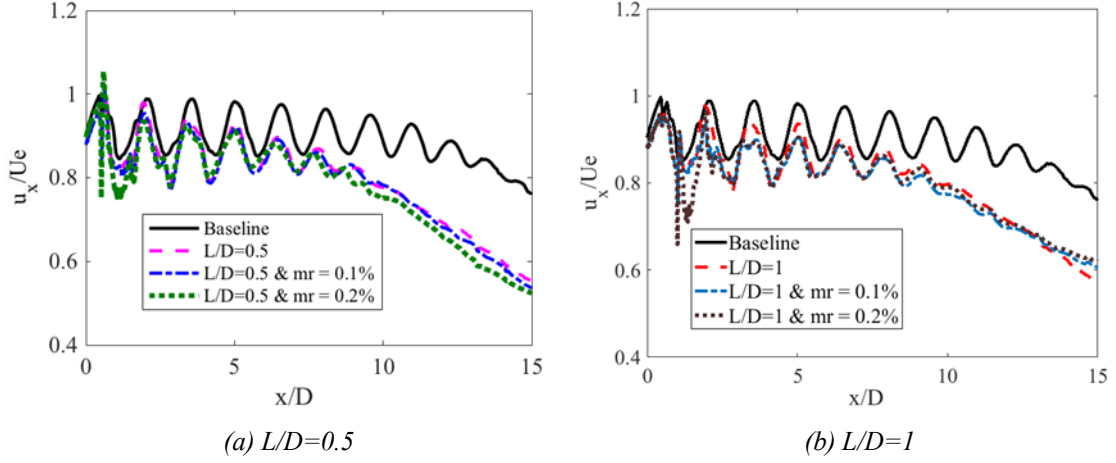 1.2
1
0.8
0.6
0.4
u_x/Ue
Baseline
L/D=0.5
L/D=0.5 & mr = 0.1%
L/D=0.5 & mr = 0.2%
0
5
10
15
x/D
(a) L/D=0.5
1.2
1
0.8
0.6
0.4
u_x/Ue
Baseline
L/D=1
L/D=1 & mr = 0.1%
L/D=1 & mr = 0.2%
0
5
10
15
x/D
(b) L/D=1